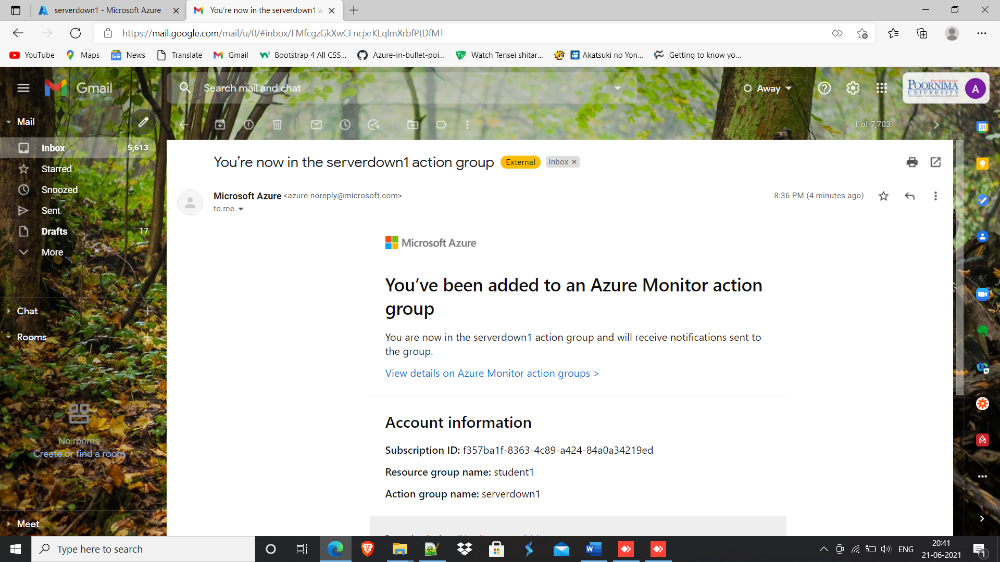 serverdown1 - Microsoft Azure
You're now in the serverdown1 a
https://mail.google.com/mail/u/0/#inbox/FMfcgzGkXwCFncjxrKLqlmXrbfPtDfMT
YouTube
Maps
News
Translate
Gmail
Bootstrap 4 All CSS...
Azure-in-bullet-poi...
Watch Tensei shitar...
Akatsuki no Yon...
Getting to know yo...
Gmail
Search mail and chat
Away
POORNIMA
UNIVERSITY
A
Mail
1 of 7,703
Inbox 5,613
Starred
Snoozed
Sent
Drafts 17
More
Chat
Rooms
No rooms
Create or find a room
Meet
You’re now in the serverdown1 action group
External
Inbox ×
Microsoft Azure <azure-noreply@microsoft.com>
8:36 PM (4 minutes ago)
to me
Microsoft Azure
You’ve been added to an Azure Monitor action
group
You are now in the serverdown1 action group and will receive notifications sent to
the group.
View details on Azure Monitor action groups >
Account information
Subscription ID: f357ba1f-8363-4c89-a424-84a0a34219ed
Resource group name: student1
Action group name: serverdown1
31
Type here to search
ENG
20:41
21-06-2021
1